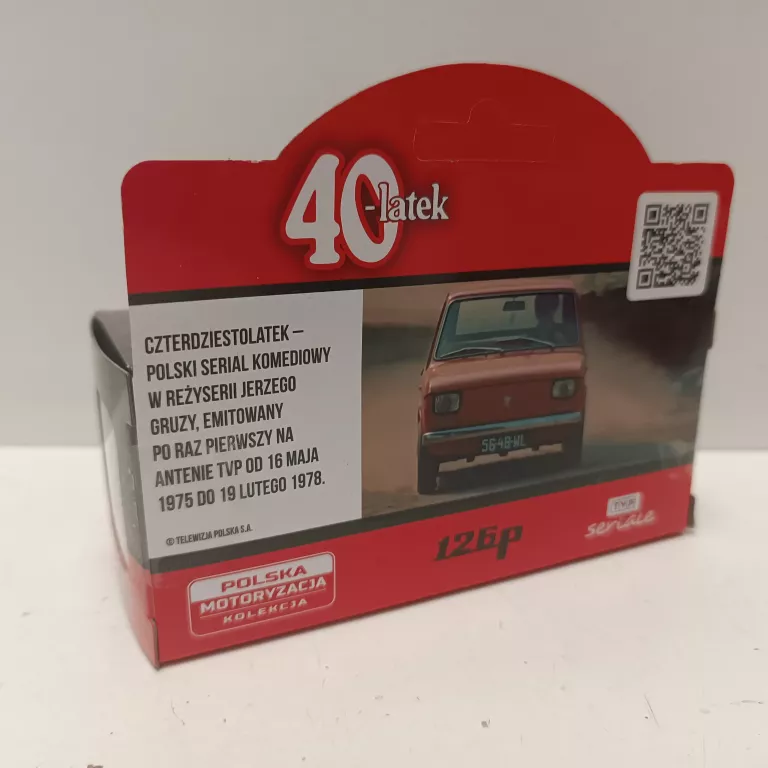 40-latek
CZTERDZIESTOLATEK –
POLSKI SERIAL KOMEDIOWY
W REŻYSERII JERZEGO
GRUZY, EMITOWANY
PO RAZ PIERWSZY NA
ANTENIE TVP OD 16 MAJA
1975 DO 19 LUTEGO 1978.
© TELEWIZJA POLSKA S.A.
5648 WL
POLSKA
MOTORYZACJA
KOLEKCJA
126p
TVP
seriale